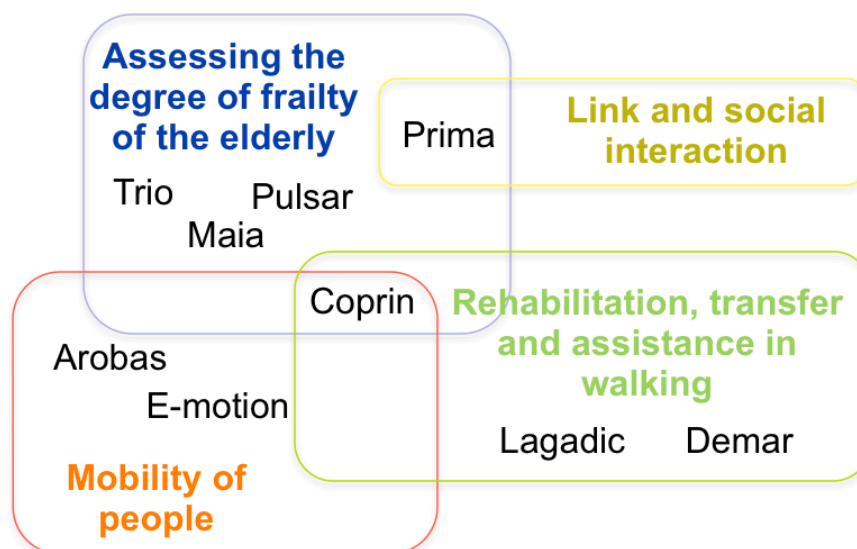 Assessing the
degree of frailty
of the elderly
Prima
Link and social
interaction
Trio
Pulsar
Maia
Coprin
Rehabilitation, transfer
and assistance in
walking
Arobas
E-motion
Lagadic
Demar
Mobility of
people